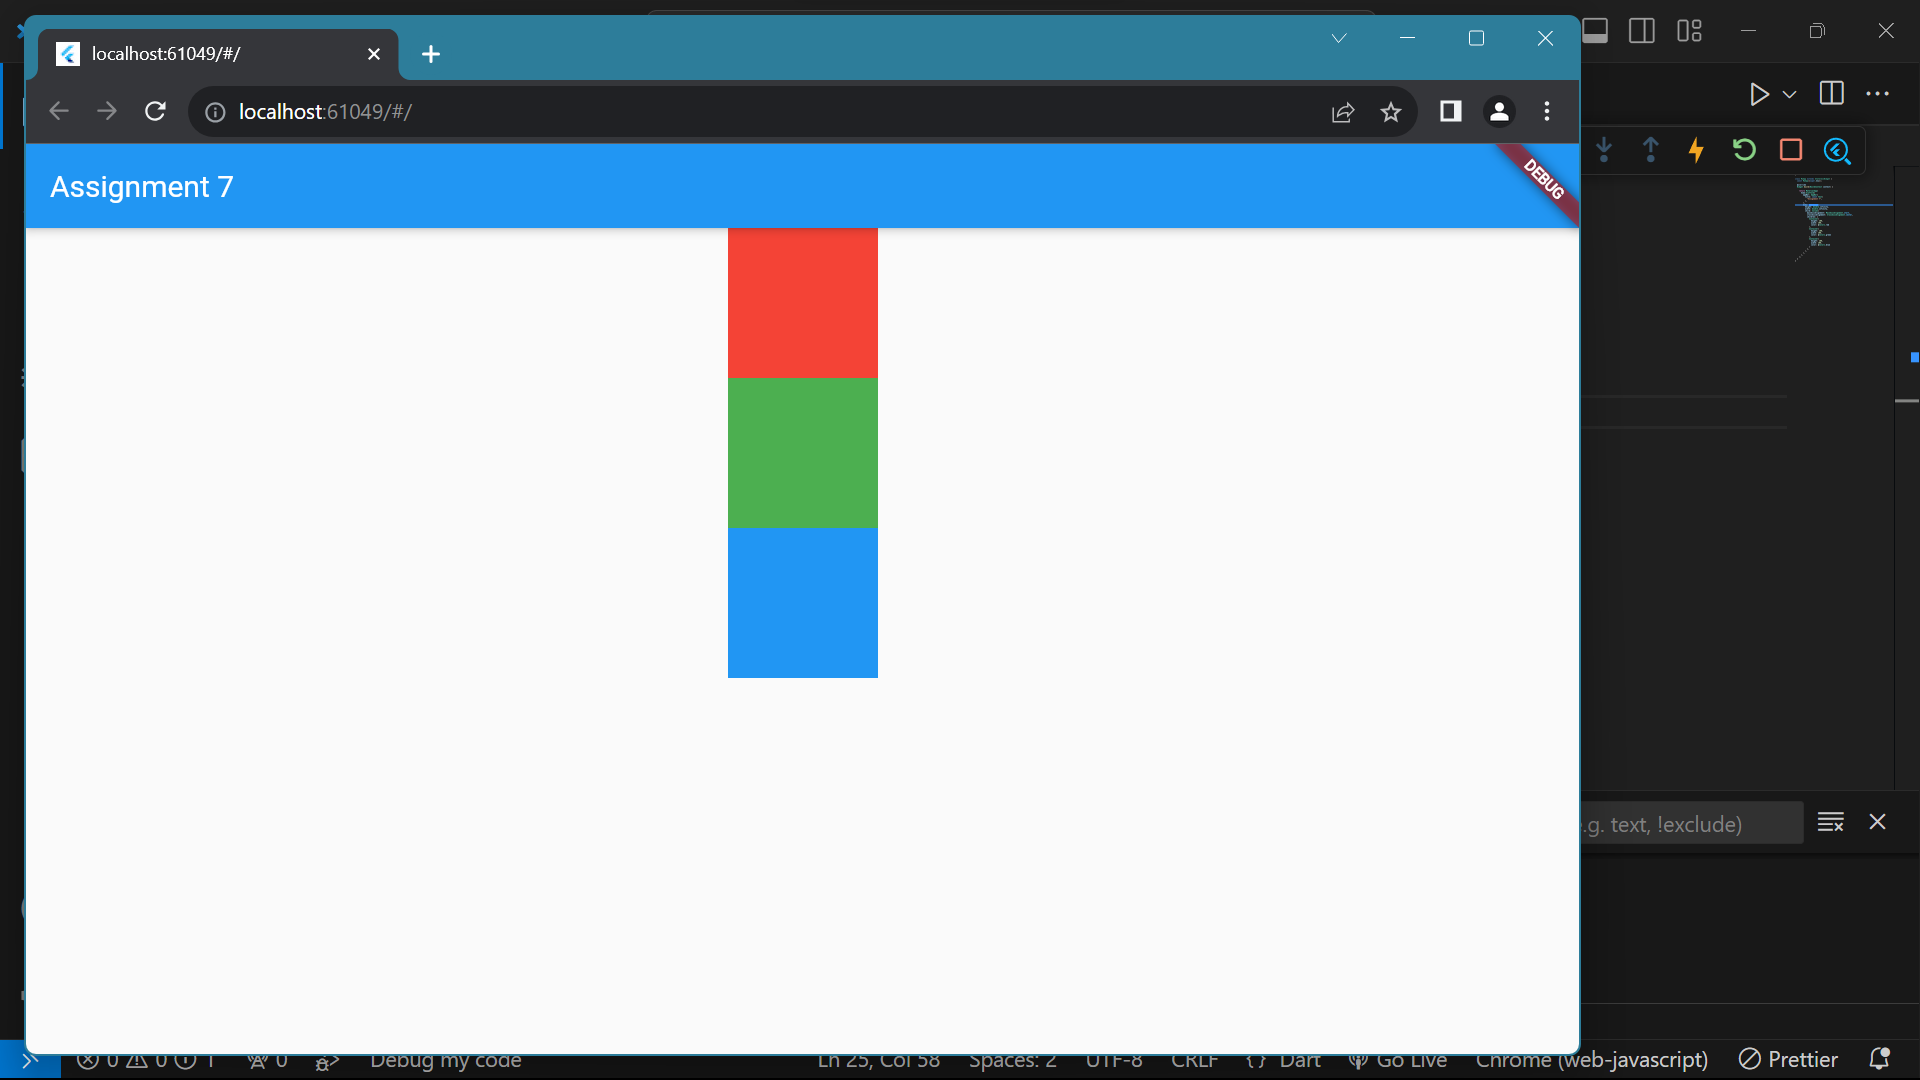 localhost:61049/#/
localhost:61049/#/
Assignment 7
DEBUG
.g. text, !exclude)
0 0 1 0 Debug my code Ln 25, Col 58 Spaces: 2 UTF-8 CRLF {} Dart Go Live Chrome (web-javascript) Prettier